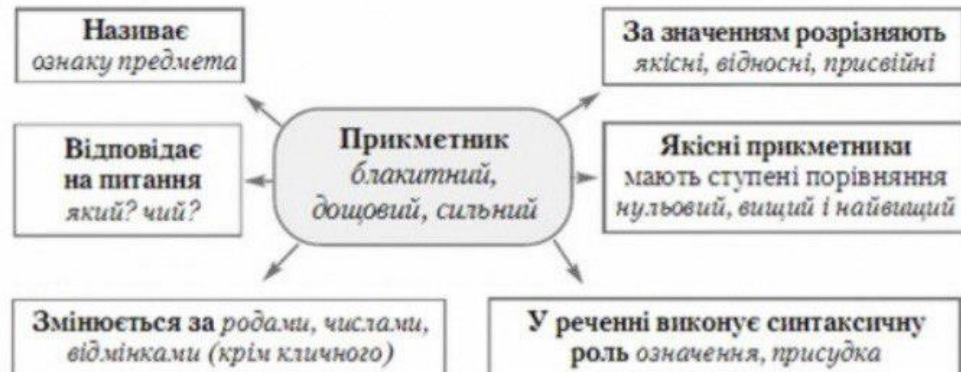 Називає
ознаку предмета
За значенням розрізняють
якісні, відносні, присвійні
Прикметник
блакитний,
дощовий, сильний
Відповідає
на питання
який? чий?
Якісні прикметники
мають ступені порівняння
нульовий, вищий і найвищий
Змінюється за родами, числами,
відмінками (крім кличного)
У реченні виконує синтаксичну
роль означення, присудка